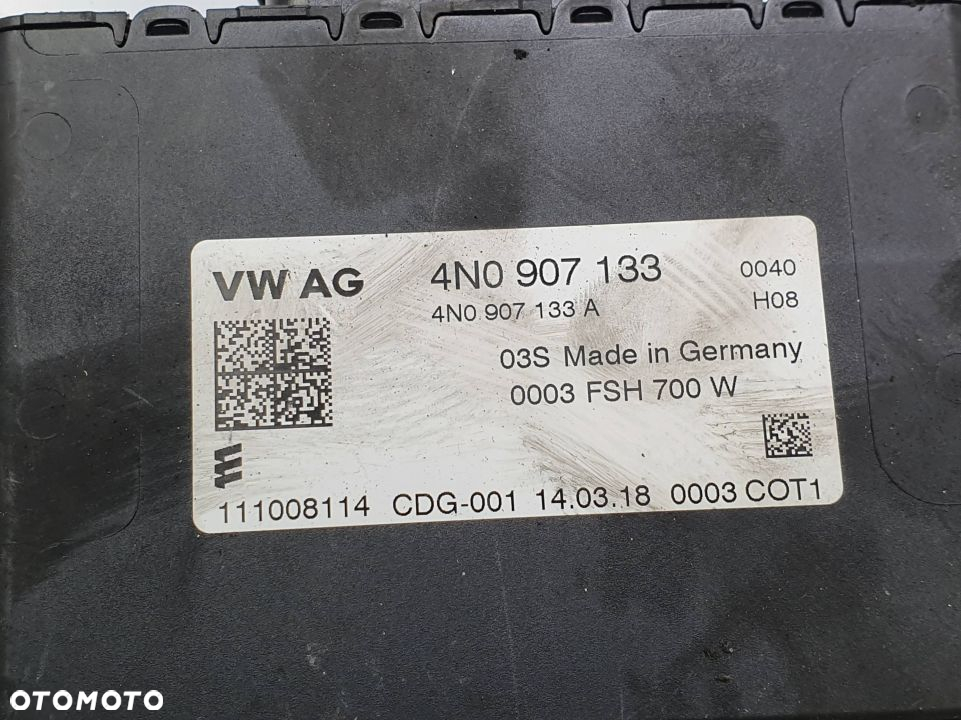 VW AG 4N0 907 133 0040
4N0 907 133 A H08
03S Made in Germany
0003 FSH 700 W
111008114 CDG-001 14.03.18 0003 COT1
OTOMOTO